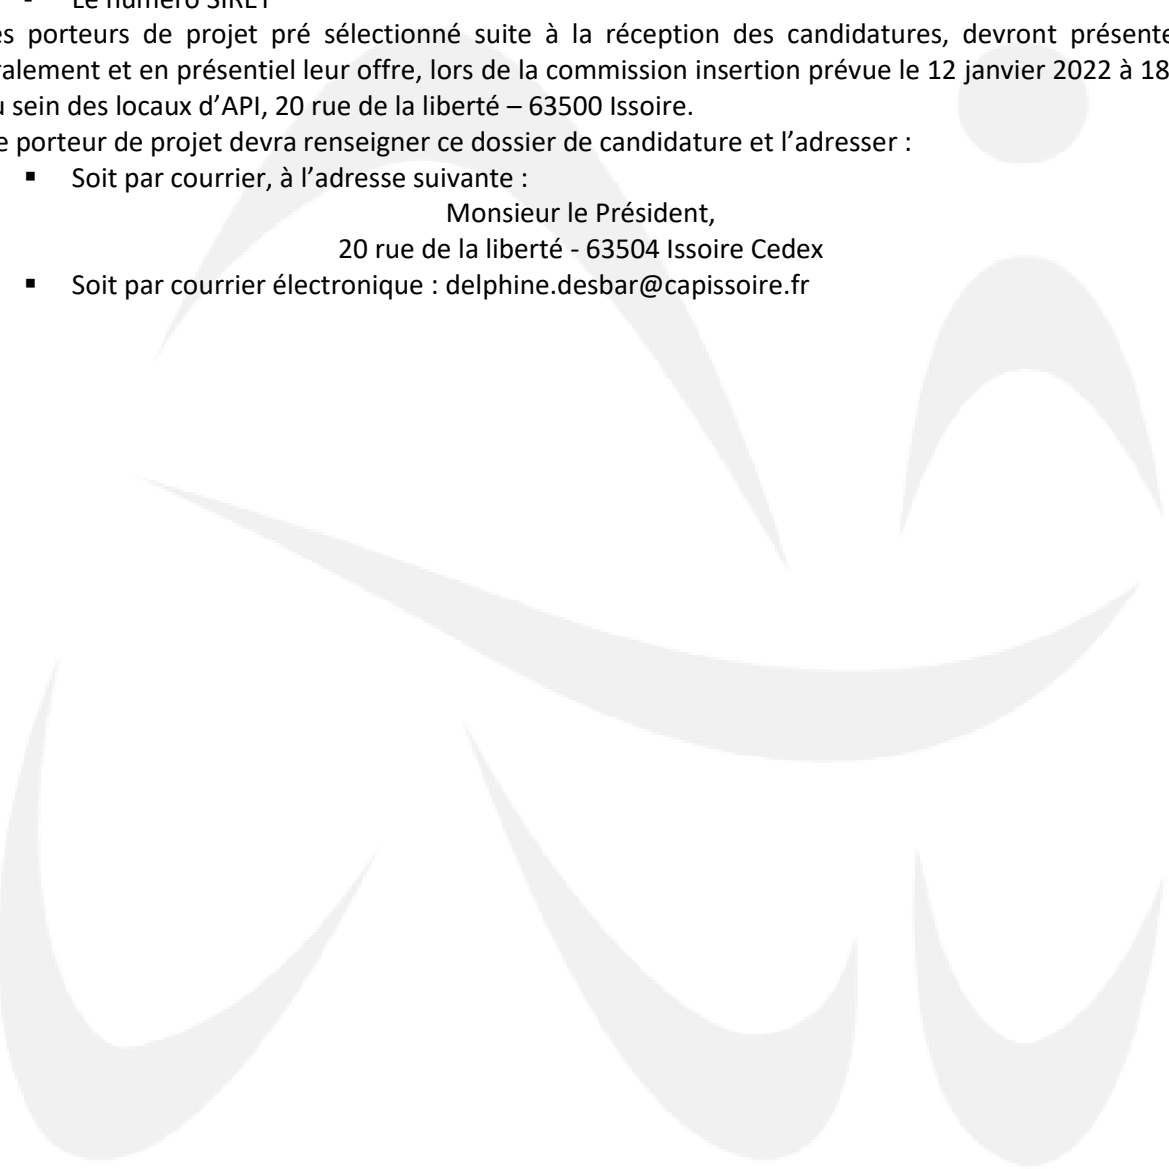 - Le numéro SIRET
es porteurs de projet pré sélectionné suite à la réception des candidatures, devront présente
ralement et en présentiel leur offre, lors de la commission insertion prévue le 12 janvier 2022 à 18
u sein des locaux d’API, 20 rue de la liberté – 63500 Issoire.
e porteur de projet devra renseigner ce dossier de candidature et l’adresser :
▪ Soit par courrier, à l’adresse suivante :
Monsieur le Président,
20 rue de la liberté - 63504 Issoire Cedex
▪ Soit par courrier électronique : delphine.desbar@capissoire.fr